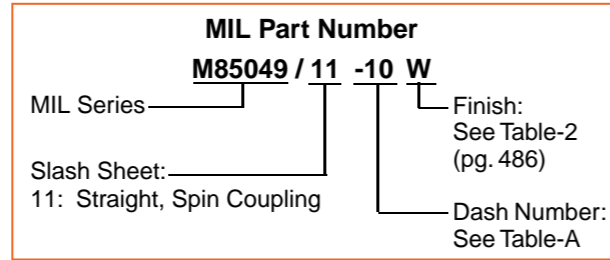 MIL Part Number
M85049 / 11 -10 W
MIL Series
Finish:
See Table-2
(pg. 486)
Slash Sheet:
11: Straight, Spin Coupling
Dash Number:
See Table-A